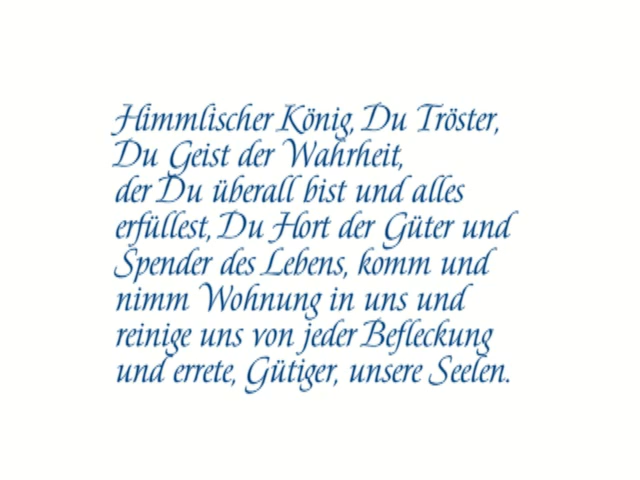 Himmlischer König, Du Tröster,
Du Geist der Wahrheit,
der Du überall bist und alles
erfüllest, Du Hort der Güter und
Spender des Lebens, komm und
nimm Wohnung in uns und
reinige uns von jeder Befleckung
und errete, Gütiger, unsere Seelen.